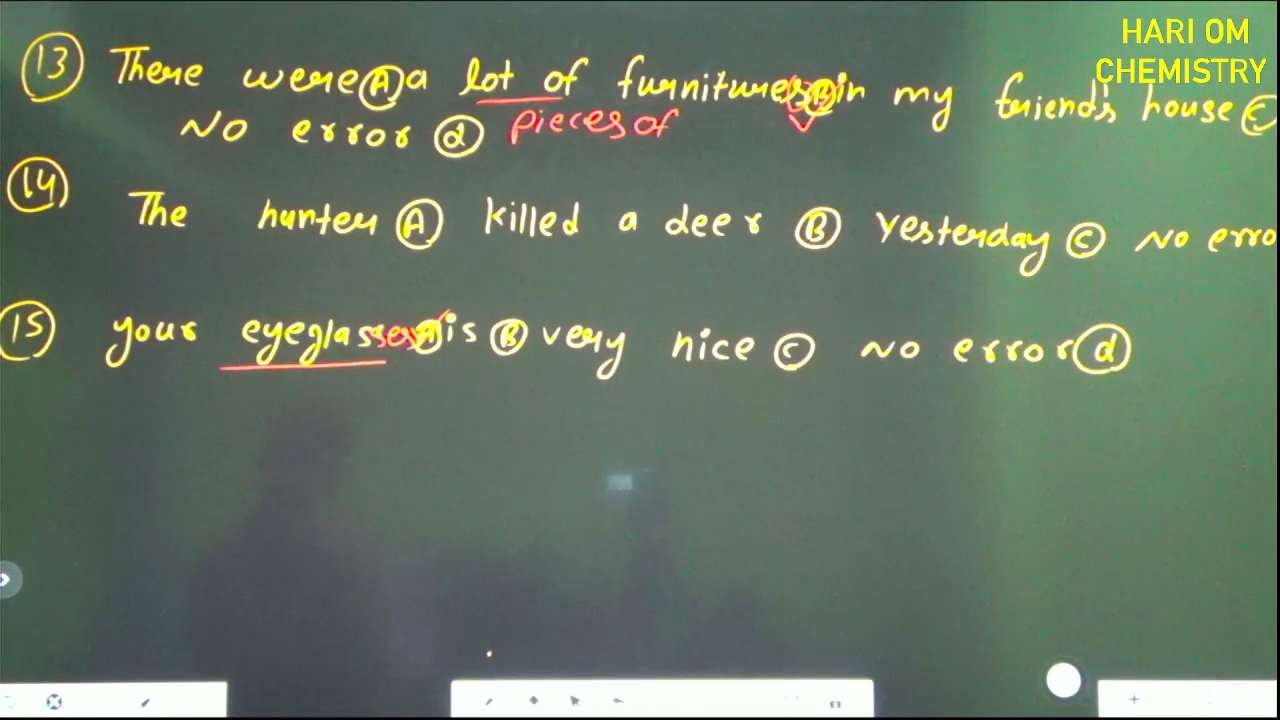 HARI OM
CHEMISTRY
13 There were (A) a lot of furnitures (B) in my friend's house (C)
No error (d) pieces of
14 The hunter (A) killed a deer (B) Yesterday (C) No erro
15 your eyeglasses (A) is (B) very nice (C) No error (d)